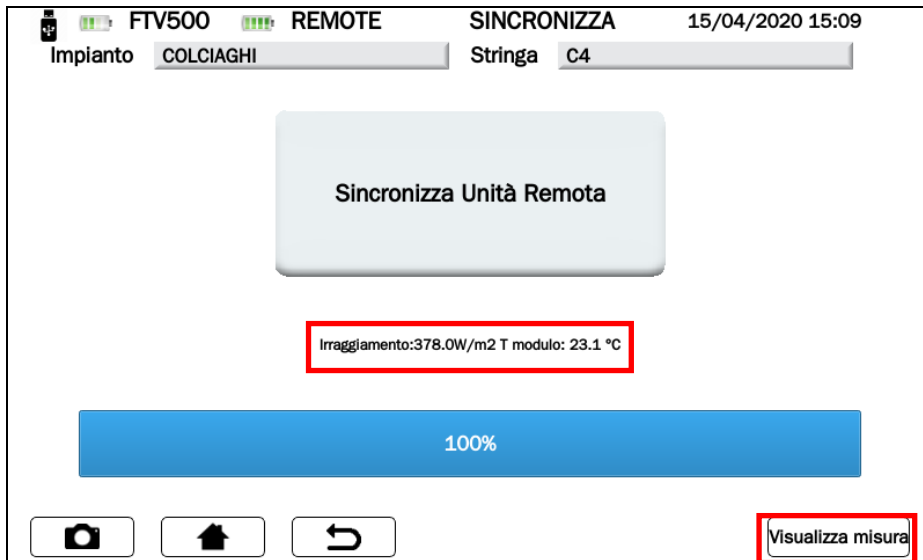 FTV500 REMOTE SINCRONIZZA 15/04/2020 15:09
Impianto COLCIAGHI Stringa C4
Sincronizza Unità Remota
Irraggiamento:378.0W/m2 T modulo: 23.1 °C
100%
Visualizza misura